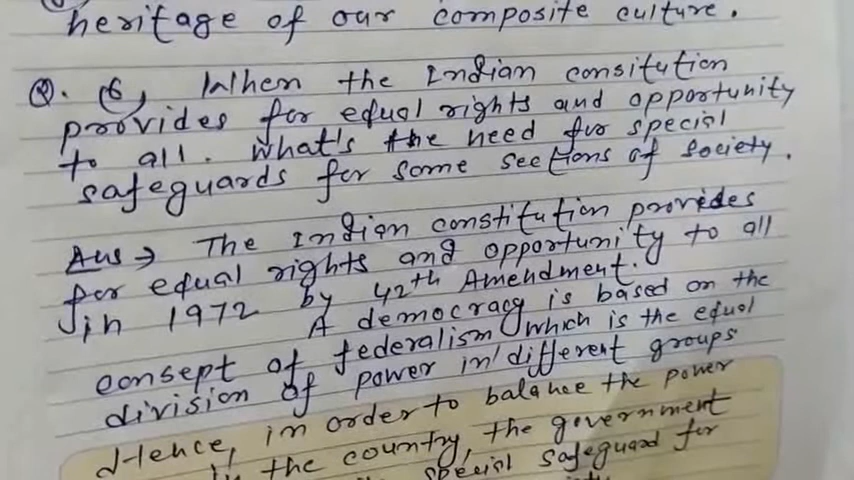 heritage of our composite culture.
Q. 6, When the Indian consitution
provides for equal rights and opportunity
to all. What's the need for special
safeguards for some sections of society.
Ans → The Indian constitution provides
for equal rights and opportunity to all
in 1972 by 42th Amendment.
A democracy is based on the
consept of federalism which is the equal
division of power in different groups
Hence, in order to balance the power
the country, the government
special safeguard for